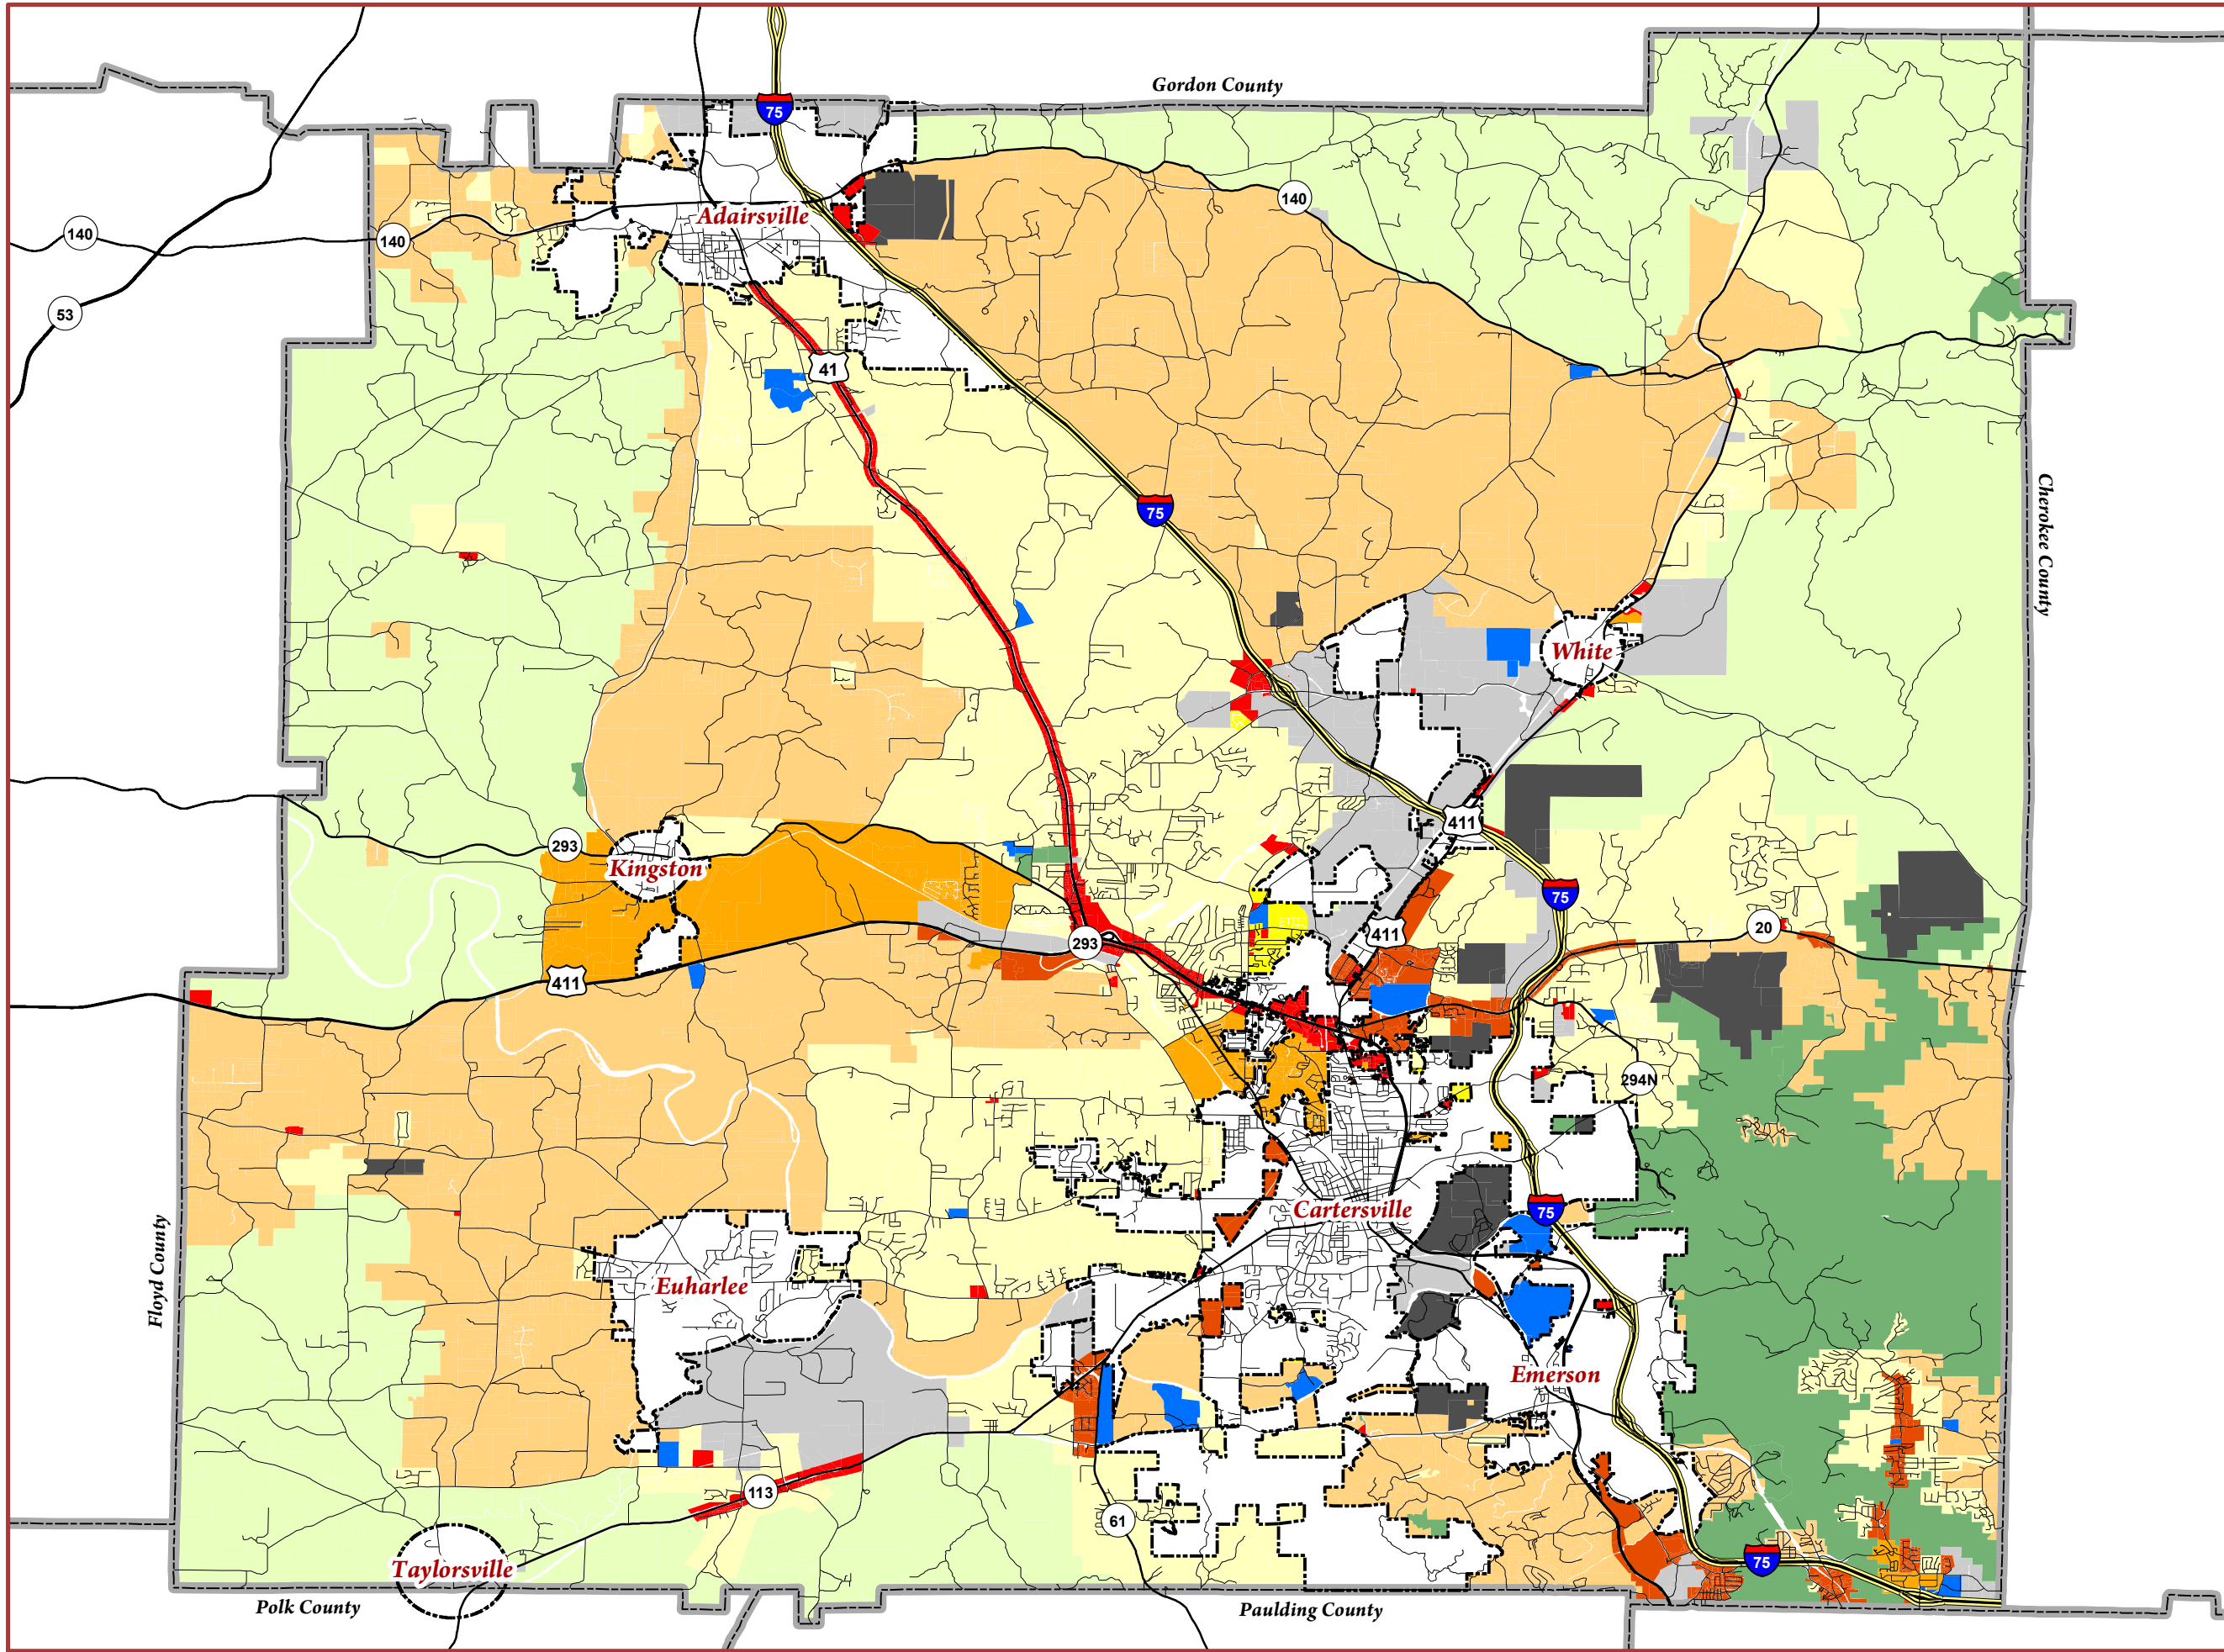 Gordon County
75
140
Adairsville
140
140
53
41
Cherokee County
75
White
411
293
Kingston
75
20
411
293
411
294N
Cartersville
75
Floyd County
Euharlee
Emerson
113
61
75
Taylorsville
Polk County
Paulding County